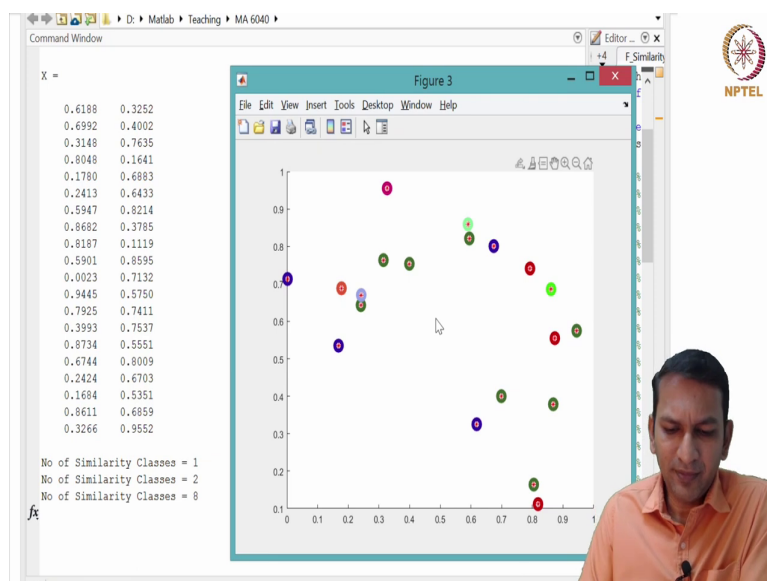 D: ▸ Matlab ▸ Teaching ▸ MA 6040 ▸
Command Window
Editor ...
+4 F_Similarity
NPTEL
X =
0.6188 0.3252
0.6992 0.4002
0.3148 0.7635
0.8048 0.1641
0.1780 0.6883
0.2413 0.6433
0.5947 0.8214
0.8682 0.3785
0.8187 0.1119
0.5901 0.8595
0.0023 0.7132
0.9445 0.5750
0.7925 0.7411
0.3993 0.7537
0.8734 0.5551
0.6744 0.8009
0.2424 0.6703
0.1684 0.5351
0.8611 0.6859
0.3266 0.9552
No of Similarity Classes = 1
No of Similarity Classes = 2
No of Similarity Classes = 8
fx
Figure 3
File Edit View Insert Tools Desktop Window Help
1
0.9
0.8
0.7
0.6
0.5
0.4
0.3
0.2
0.1
0 0.1 0.2 0.3 0.4 0.5 0.6 0.7 0.8 0.9 1